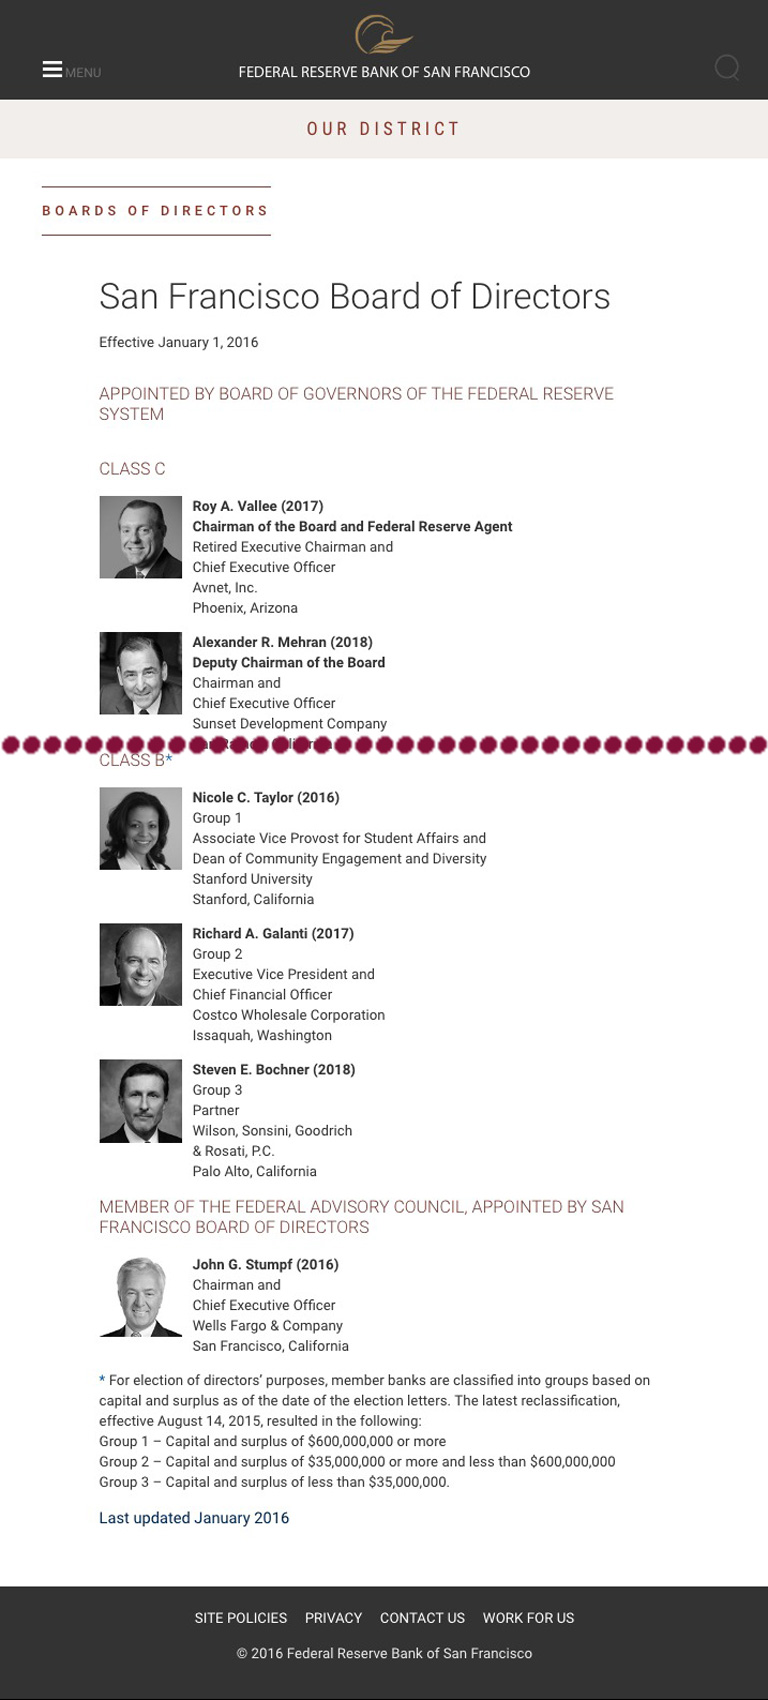 MENU
FEDERAL RESERVE BANK OF SAN FRANCISCO
OUR DISTRICT
BOARDS OF DIRECTORS
San Francisco Board of Directors
Effective January 1, 2016
APPOINTED BY BOARD OF GOVERNORS OF THE FEDERAL RESERVE
SYSTEM
CLASS C
Roy A. Vallee (2017)
Chairman of the Board and Federal Reserve Agent
Retired Executive Chairman and
Chief Executive Officer
Avnet, Inc.
Phoenix, Arizona
Alexander R. Mehran (2018)
Deputy Chairman of the Board
Chairman and
Chief Executive Officer
Sunset Development Company
CLASS B*
Nicole C. Taylor (2016)
Group 1
Associate Vice Provost for Student Affairs and
Dean of Community Engagement and Diversity
Stanford University
Stanford, California
Richard A. Galanti (2017)
Group 2
Executive Vice President and
Chief Financial Officer
Costco Wholesale Corporation
Issaquah, Washington
Steven E. Bochner (2018)
Group 3
Partner
Wilson, Sonsini, Goodrich
& Rosati, P.C.
Palo Alto, California
MEMBER OF THE FEDERAL ADVISORY COUNCIL, APPOINTED BY SAN
FRANCISCO BOARD OF DIRECTORS
John G. Stumpf (2016)
Chairman and
Chief Executive Officer
Wells Fargo & Company
San Francisco, California
* For election of directors’ purposes, member banks are classified into groups based on
capital and surplus as of the date of the election letters. The latest reclassification,
effective August 14, 2015, resulted in the following:
Group 1 – Capital and surplus of $600,000,000 or more
Group 2 – Capital and surplus of $35,000,000 or more and less than $600,000,000
Group 3 – Capital and surplus of less than $35,000,000.
Last updated January 2016
SITE POLICIES PRIVACY CONTACT US WORK FOR US
© 2016 Federal Reserve Bank of San Francisco